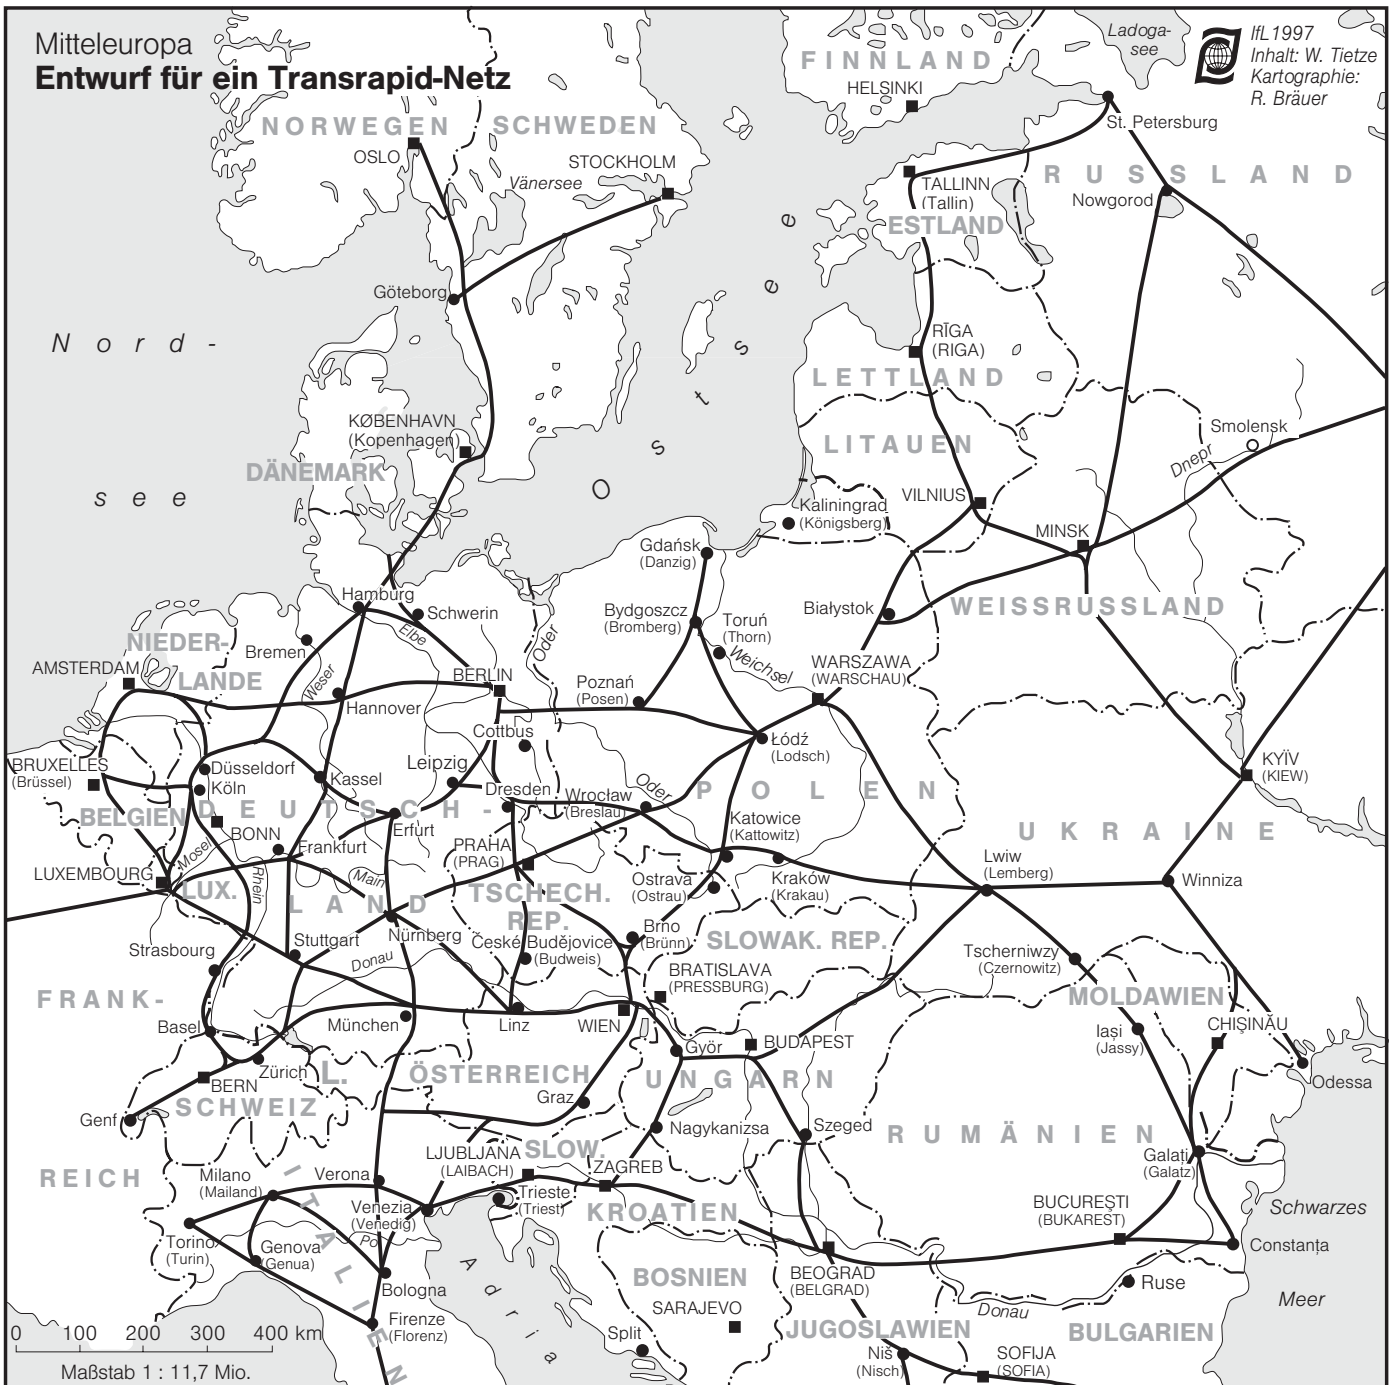 Mitteleuropa
Entwurf für ein Transrapid-Netz
IfL1997
Inhalt: W. Tietze
Kartographie:
R. Bräuer
Ladoga-
see
FINNLAND
HELSINKI
NORWEGEN
SCHWEDEN
OSLO
STOCKHOLM
Vänersee
St. Petersburg
RUSSLAND
TALLINN
(Tallin)
ESTLAND
Nowgorod
Göteborg
Nord-
see
Ostsee
RĪGA
(RIGA)
LETTLAND
LITAUEN
KØBENHAVN
(Kopenhagen)
DÄNEMARK
Smolensk
Dnepr
VILNIUS
Kaliningrad
(Königsberg)
MINSK
Gdańsk
(Danzig)
WEISSRUSSLAND
Hamburg
Schwerin
Elbe
Oder
Bydgoszcz
(Bromberg)
Toruń
(Thorn)
Białystok
NIEDER-
LANDE
Bremen
Weser
AMSTERDAM
BERLIN
Poznań
(Posen)
Weichsel
WARSZAWA
(WARSCHAU)
Hannover
Cottbus
Łódź
(Lodsch)
BRUXELLES
(Brüssel)
Düsseldorf
Köln
Kassel
Leipzig
Dresden
Wrocław
(Breslau)
Oder
POLEN
KYÏV
(KIEW)
BELGIEN
DEUTSCH-
LAND
BONN
Erfurt
Frankfurt
Mosel
Rhein
Main
PRAHA
(PRAG)
Katowice
(Kattowitz)
UKRAINE
LUXEMBOURG
LUX.
TSCHECH.
REP.
Ostrava
(Ostrau)
Kraków
(Krakau)
Lwiw
(Lemberg)
Winniza
Strasbourg
Stuttgart
Nürnberg
Donau
České Budějovice
(Budweis)
Brno
(Brünn)
SLOWAK. REP.
Tscherniwzy
(Czernowitz)
BRATISLAVA
(PRESSBURG)
MOLDAWIEN
FRANK-
REICH
Basel
München
Linz
WIEN
Iași
(Jassy)
CHIȘINĂU
Györ
BUDAPEST
Odessa
Zürich
BERN
L.
ÖSTERREICH
UNGARN
SCHWEIZ
Genf
Graz
Nagykanizsa
Szeged
RUMÄNIEN
LJUBLJANA
(LAIBACH)
SLOW.
Galați
(Galatz)
Milano
(Mailand)
Verona
ZAGREB
ITALIEN
Venezia
(Venedig)
Po
Trieste
(Triest)
KROATIEN
BUCUREȘTI
(BUKAREST)
Schwarzes
Meer
Torino
(Turin)
Genova
(Genua)
Constanța
Bologna
Adria
BOSNIEN
BEOGRAD
(BELGRAD)
Ruse
Donau
SARAJEVO
Firenze
(Florenz)
Split
JUGOSLAWIEN
BULGARIEN
Niš
(Nisch)
SOFIJA
(SOFIA)
0 100 200 300 400 km
Maßstab 1 : 11,7 Mio.